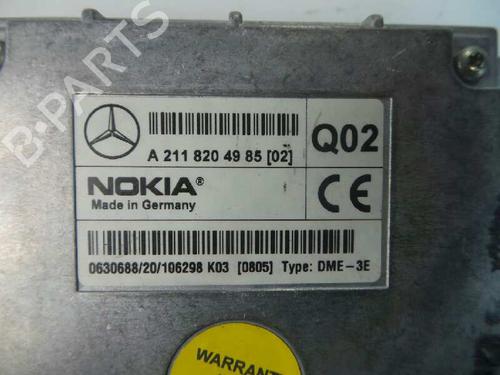 B-PARTS
A 211 820 49 85 [02]
Q02
NOKIA®
Made in Germany
CE
0630688/20/106298 K03 [0805] Type: DME-3E